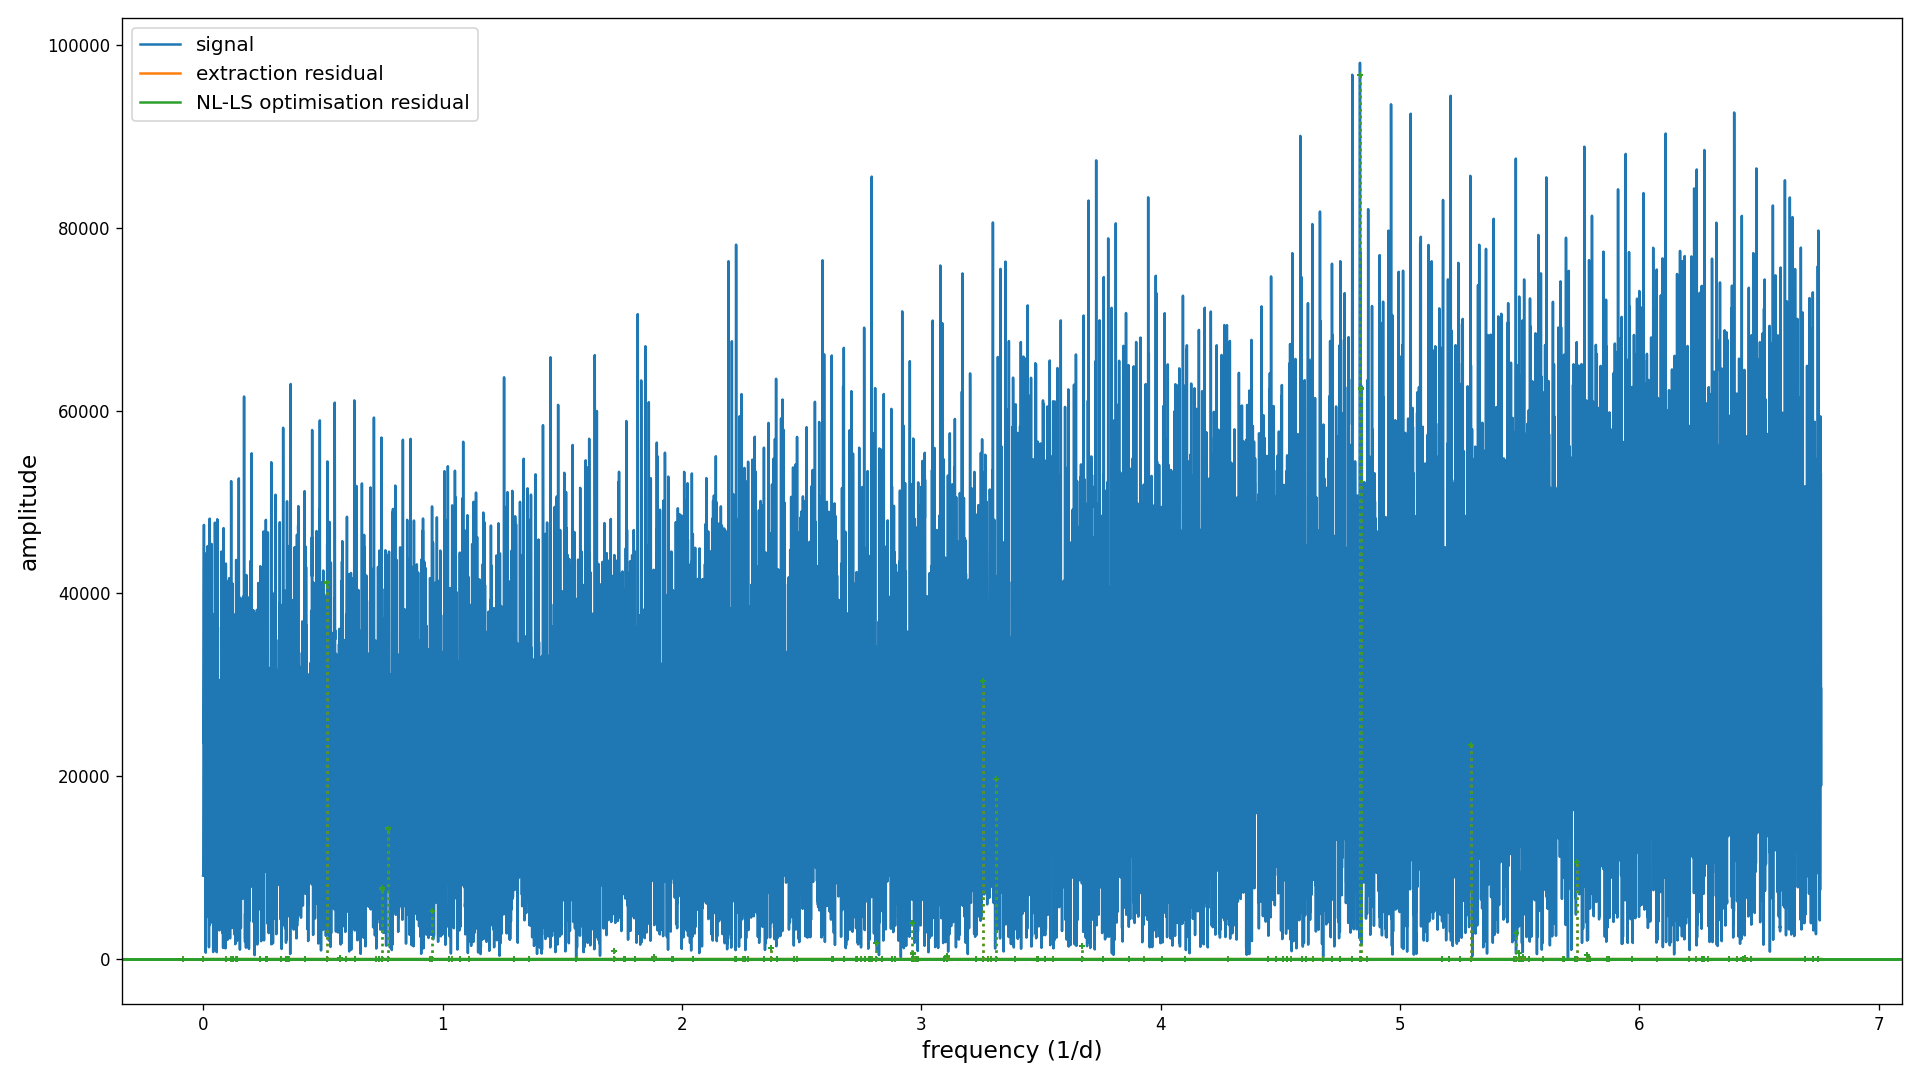 signal
extraction residual
NL-LS optimisation residual
100000
80000
60000
40000
20000
0
amplitude
0 1 2 3 4 5 6 7
frequency (1/d)